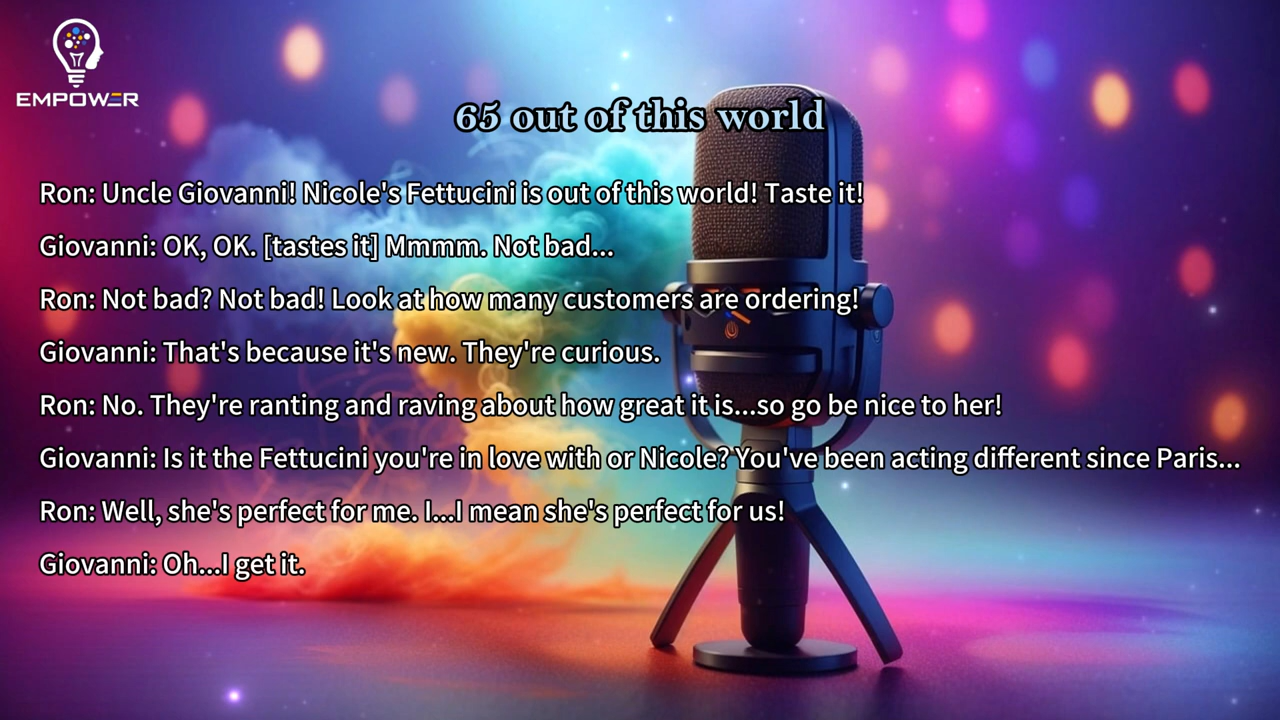 EMPOWER
65 out of this world
Ron: Uncle Giovanni! Nicole's Fettucini is out of this world! Taste it!
Giovanni: OK, OK. [tastes it] Mmmm. Not bad...
Ron: Not bad? Not bad! Look at how many customers are ordering!
Giovanni: That's because it's new. They're curious.
Ron: No. They're ranting and raving about how great it is...so go be nice to her!
Giovanni: Is it the Fettucini you're in love with or Nicole? You've been acting different since Paris...
Ron: Well, she's perfect for me. I...I mean she's perfect for us!
Giovanni: Oh...I get it.